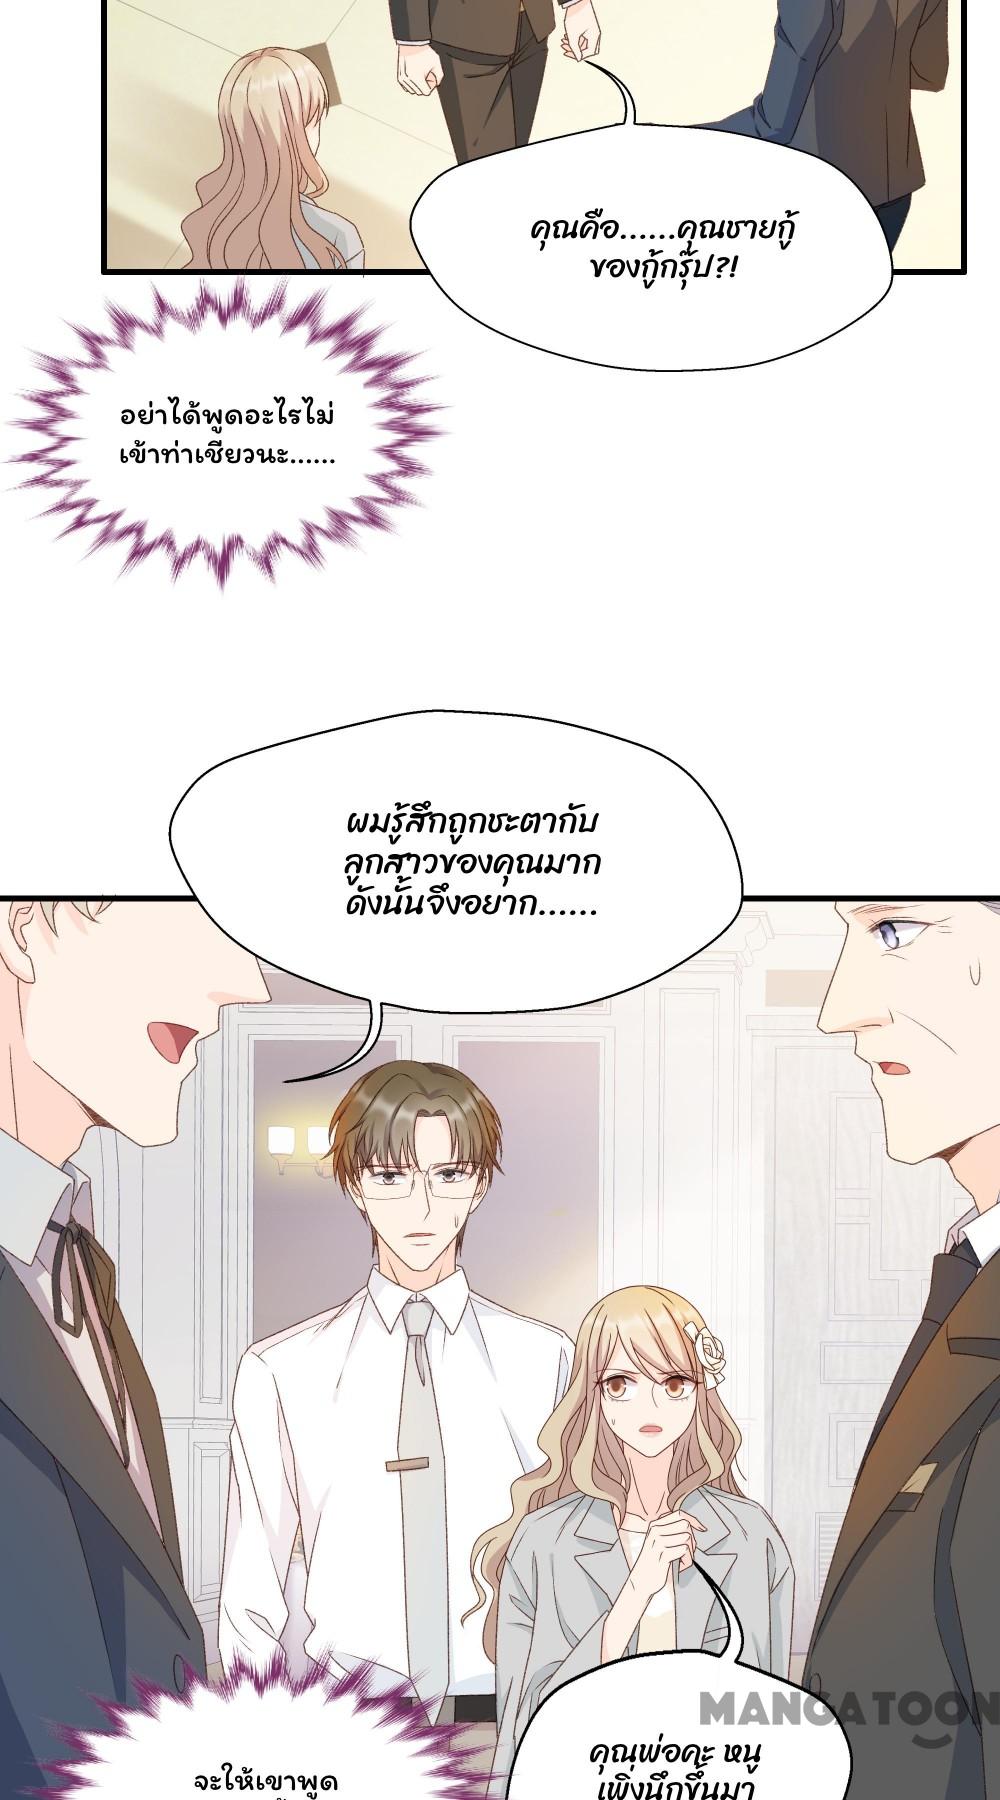 คุณคือ......คุณชายกู้
ของกู้กรุ๊ป?!
อย่าได้พูดอะไรไม่
เข้าท่าเชียวนะ......
ผมรู้สึกถูกชะตากับ
ลูกสาวของคุณมาก
ดังนั้นจึงอยาก......
MANGATOON
คุณพ่อคะ หนู
เพิ่งนึกขึ้นมา
จะให้เขาพูด